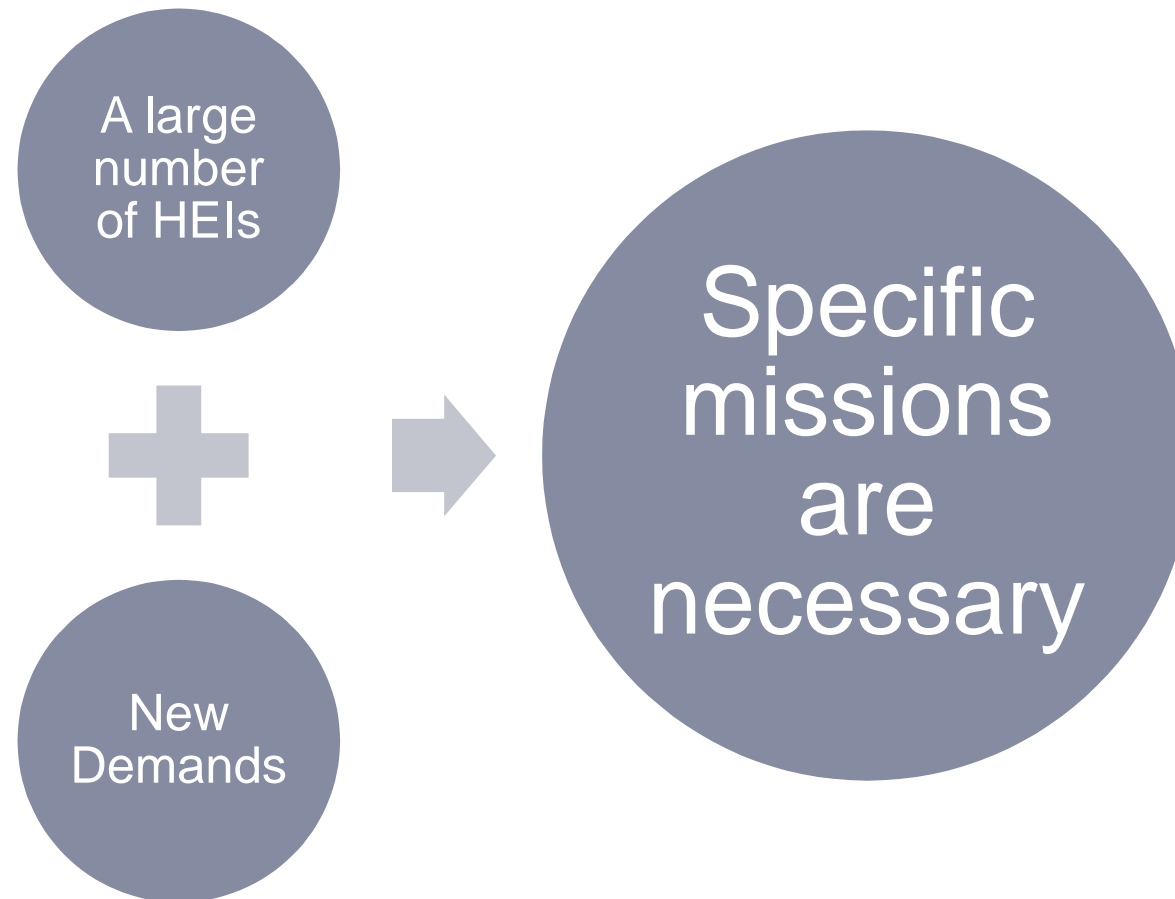 A large
number
of HEIs
New
Demands
Specific
missions
are
necessary